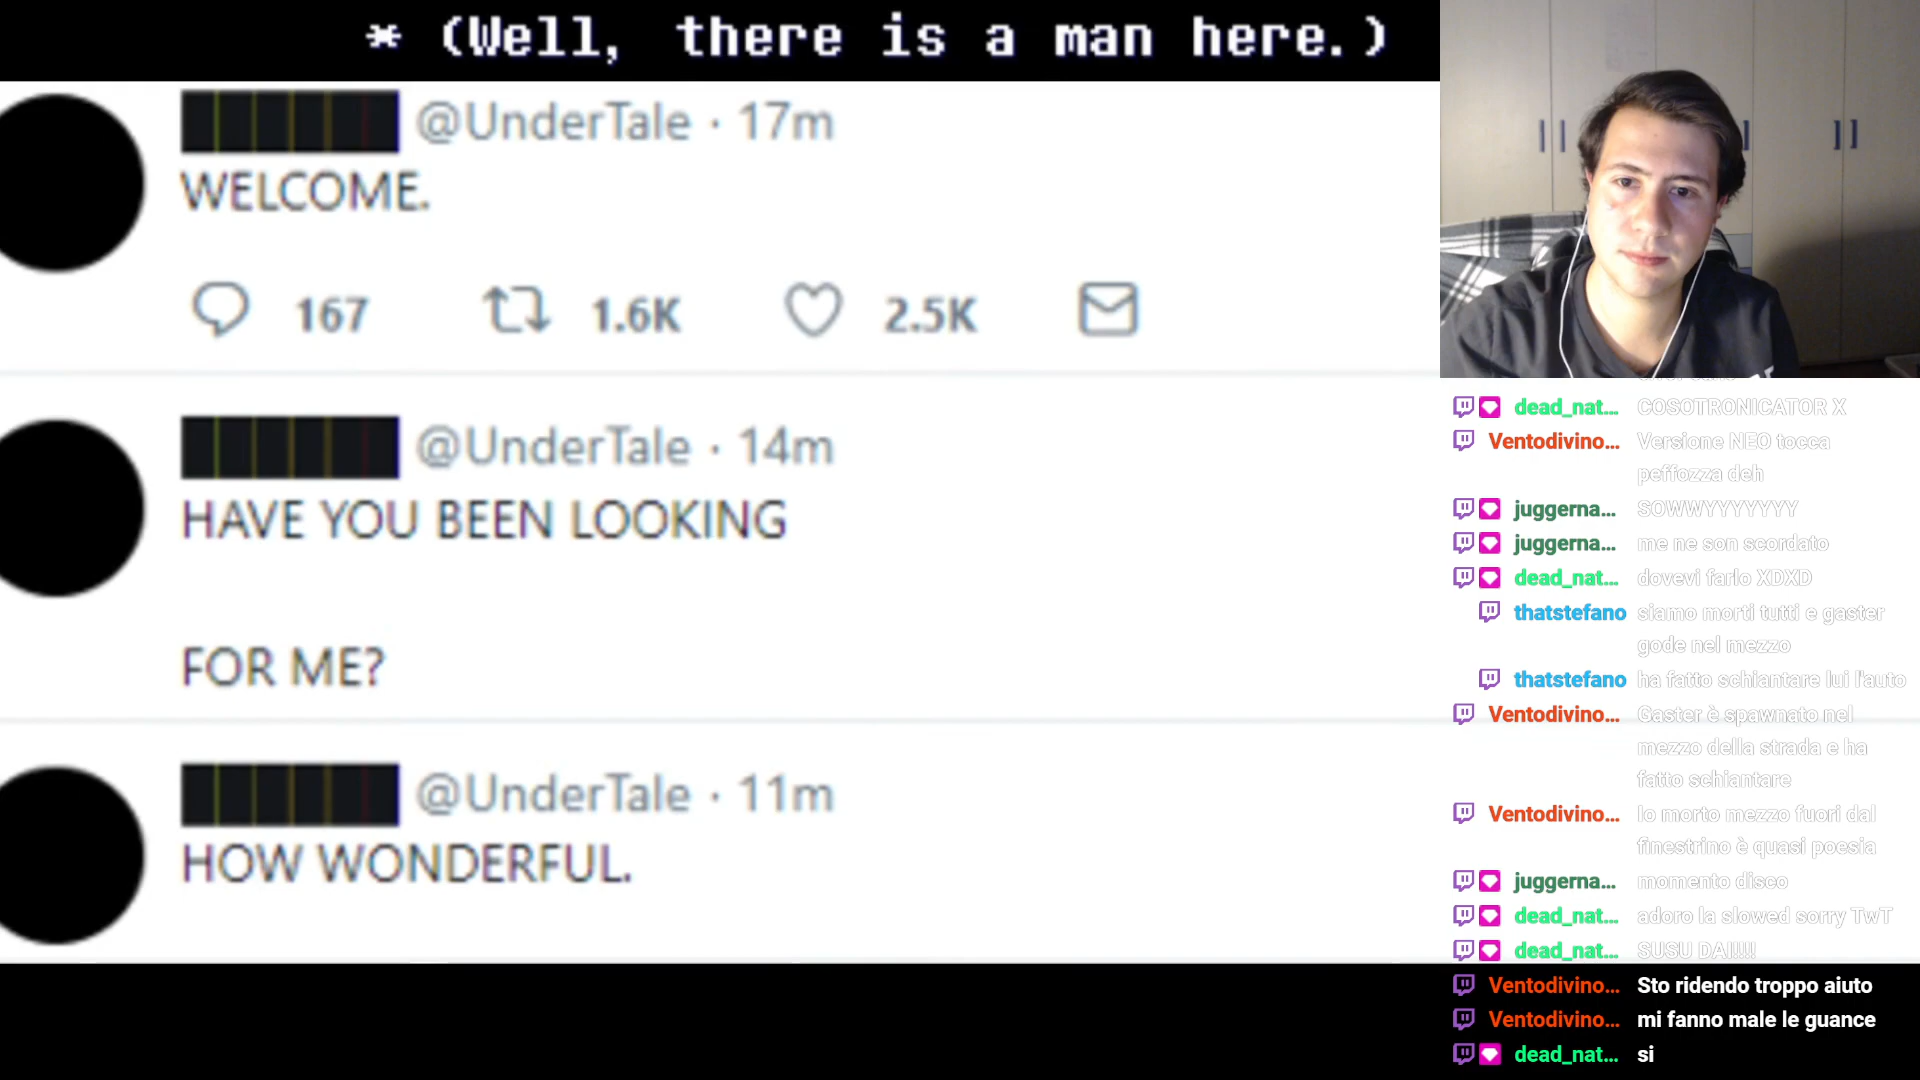 * (Well, there is a man here.)
@UnderTale · 17m
WELCOME.
167 1.6K 2.5K
@UnderTale · 14m
HAVE YOU BEEN LOOKING
FOR ME?
@UnderTale · 11m
HOW WONDERFUL.
dead_nat... COSOTRONICATOR X
Ventodivino... Versione NEO tocca
peffozza deh
juggerna... SOWWYYYYYYY
juggerna... me ne son scordato
dead_nat... dovevi farlo XDXD
thatstefano siamo morti tutti e gaster
gode nel mezzo
thatstefano ha fatto schiantare lui l'auto
Ventodivino... Gaster è spawnato nel
mezzo della strada e ha
fatto schiantare
Ventodivino... Io morto mezzo fuori dal
finestrino è quasi poesia
juggerna... momento disco
dead_nat... adoro la slowed sorry TwT
dead_nat... SUSU DAI!!!!
Ventodivino... Sto ridendo troppo aiuto
Ventodivino... mi fanno male le guance
dead_nat... si